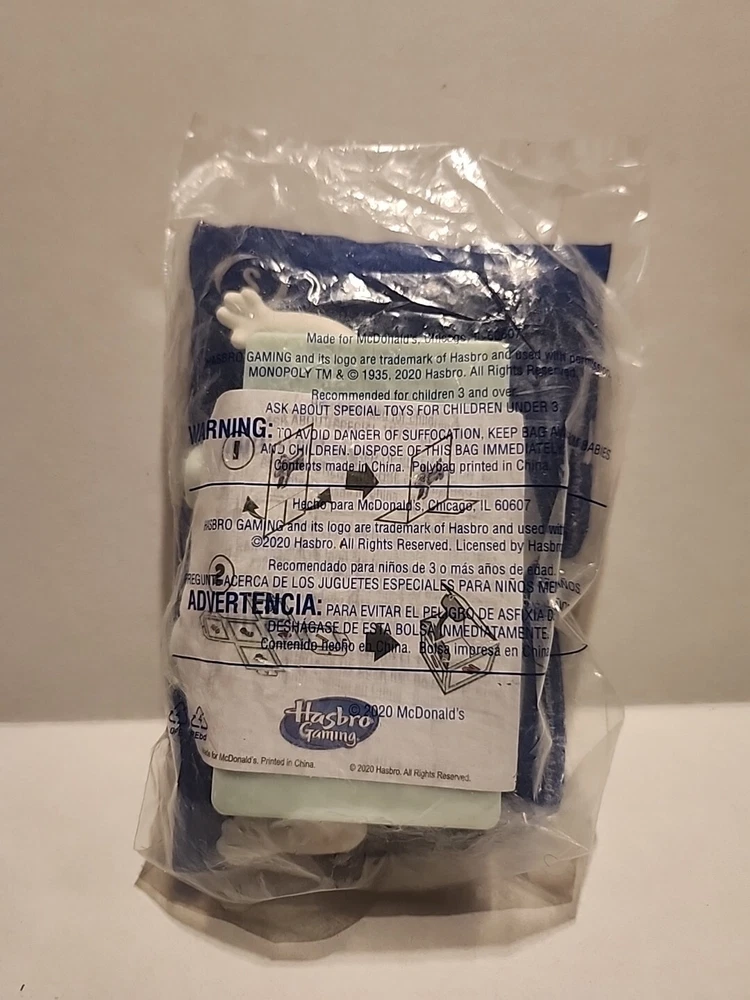 Made for McDonald's, Chicago, IL 60607
HASBRO GAMING and its logo are trademark of Hasbro and used with permission.
MONOPOLY TM & © 1935, 2020 Hasbro. All Rights Reserved.
Recommended for children 3 and over.
ASK ABOUT SPECIAL TOYS FOR CHILDREN UNDER 3.
WARNING: TO AVOID DANGER OF SUFFOCATION, KEEP BAG BABIES
AND CHILDREN. DISPOSE OF THIS BAG IMMEDIATELY
Contents made in China. Polybag printed in China.
1
Hecho para McDonald's, Chicago, IL 60607
HASBRO GAMING and its logo are trademark of Hasbro and used with
©2020 Hasbro. All Rights Reserved. Licensed by Hasbro
Recomendado para niños de 3 o más años de edad.
2
PREGUNTE ACERCA DE LOS JUGUETES ESPECIALES PARA NIÑOS
ADVERTENCIA: PARA EVITAR EL PELIGRO DE ASFIXIA
DESHÁGASE DE ESTA BOLSA INMEDIATAMENTE.
Contenido hecho en China. Bolsa impresa en China
© 2020 McDonald's
Hasbro
Gaming
Made for McDonald's. Printed in China.
© 2020 Hasbro. All Rights Reserved.